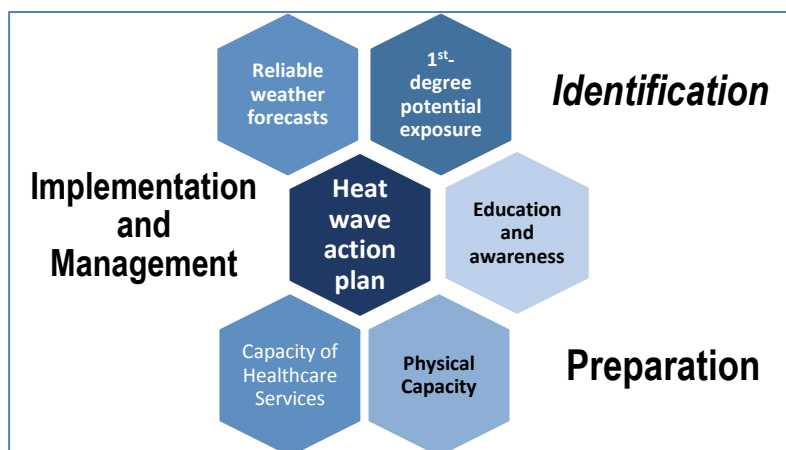 Reliable
weather
forecasts
1st-
degree
potential
exposure
Identification
Implementation
and
Management
Heat
wave
action
plan
Education
and
awareness
Capacity of
Healthcare
Services
Physical
Capacity
Preparation